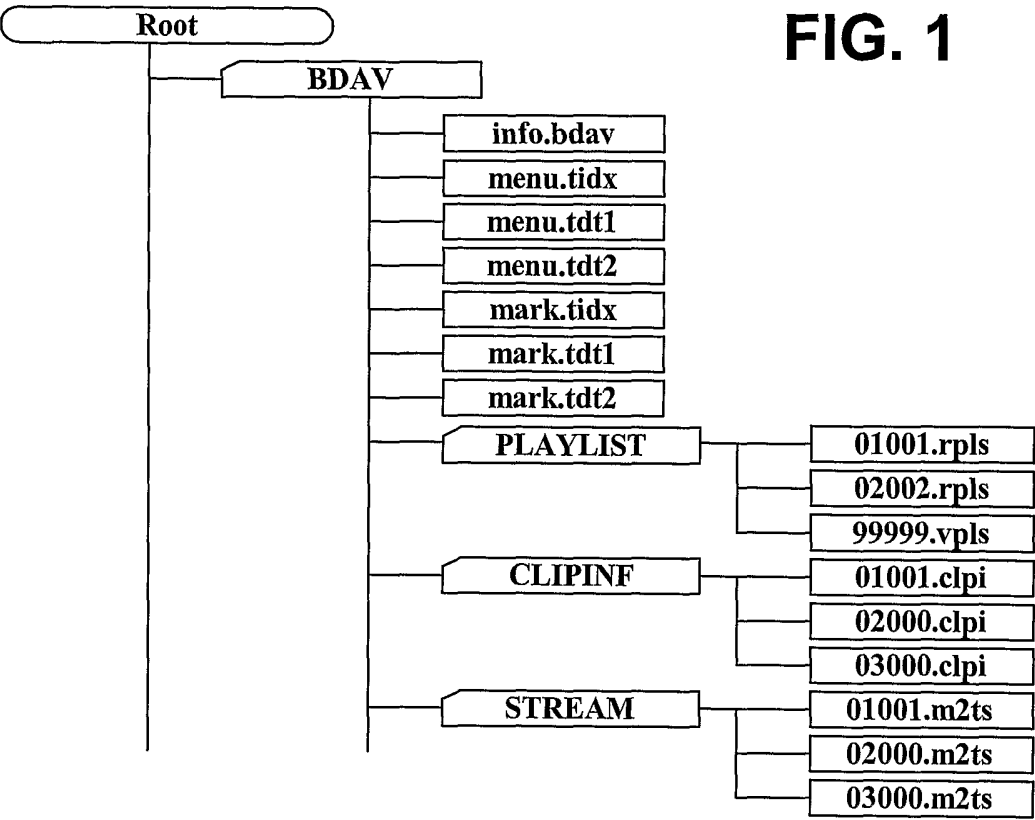 Root
FIG. 1
BDAV
info.bdav
menu.tidx
menu.tdt1
menu.tdt2
mark.tidx
mark.tdt1
mark.tdt2
PLAYLIST
01001.rpls
02002.rpls
99999.vpls
CLIPINF
01001.clpi
02000.clpi
03000.clpi
STREAM
01001.m2ts
02000.m2ts
03000.m2ts